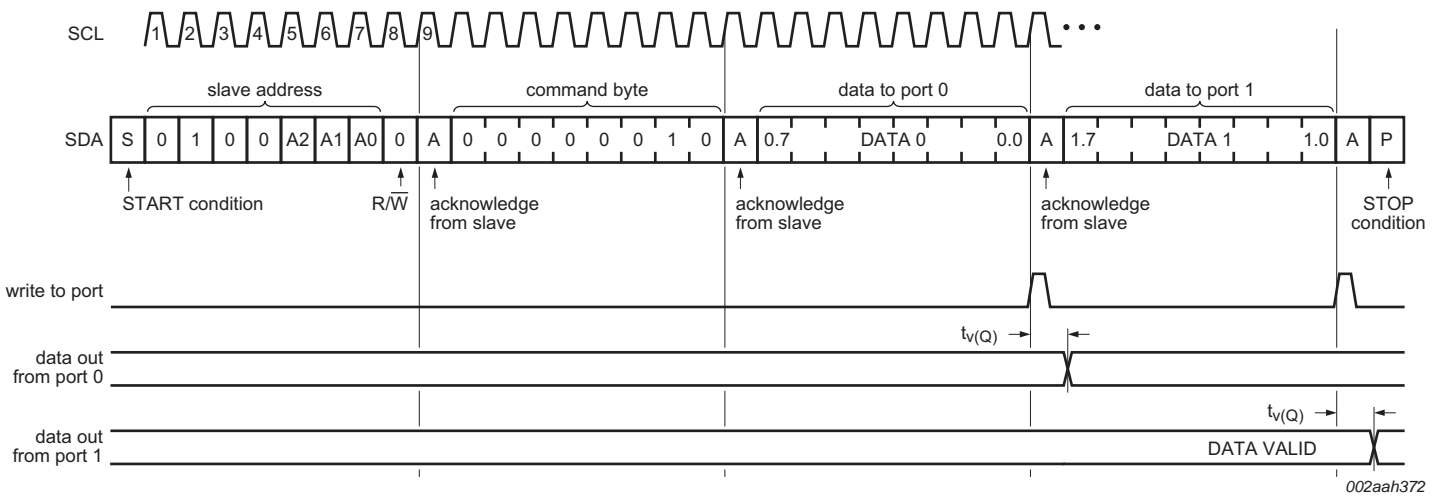 SCL 1 2 3 4 5 6 7 8 9
slave address command byte data to port 0 data to port 1
SDA S 0 1 0 0 A2 A1 A0 0 A 0 0 0 0 0 0 1 0 A 0.7 DATA 0 0.0 A 1.7 DATA 1 1.0 A P
START condition R/W̅ acknowledge from slave acknowledge from slave acknowledge from slave STOP condition
write to port
tv(Q)
data out
from port 0
tv(Q)
data out
from port 1 DATA VALID
002aah372